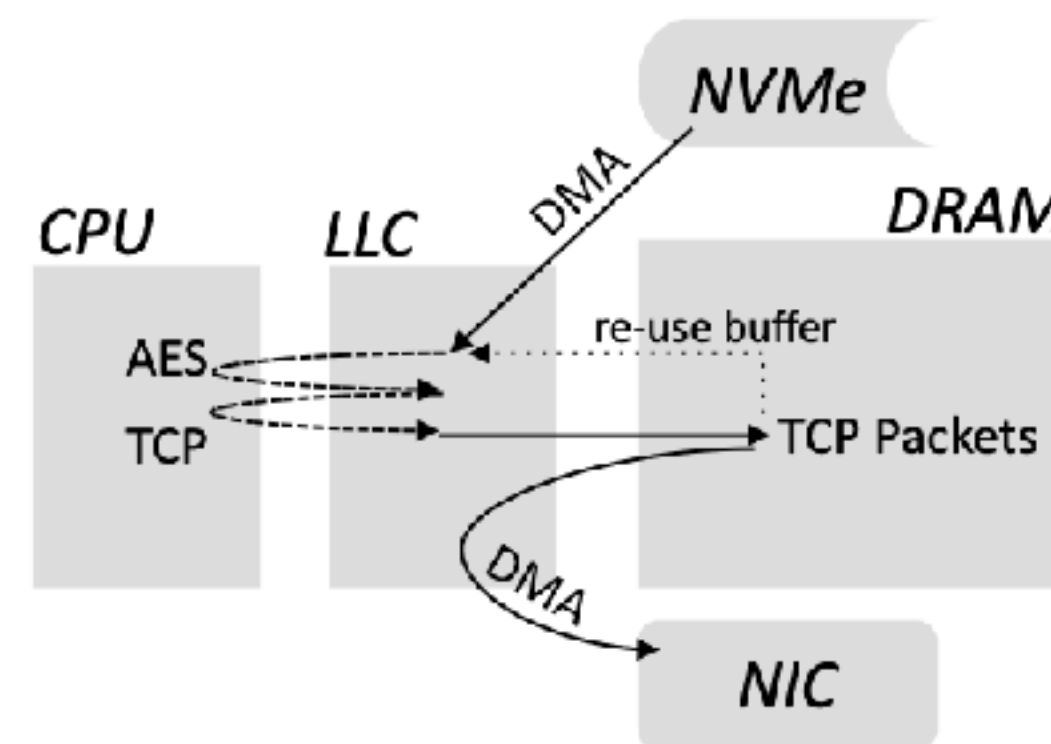 NVMe
DMA
CPU
LLC
DRAM
re-use buffer
AES
TCP
TCP Packets
DMA
NIC